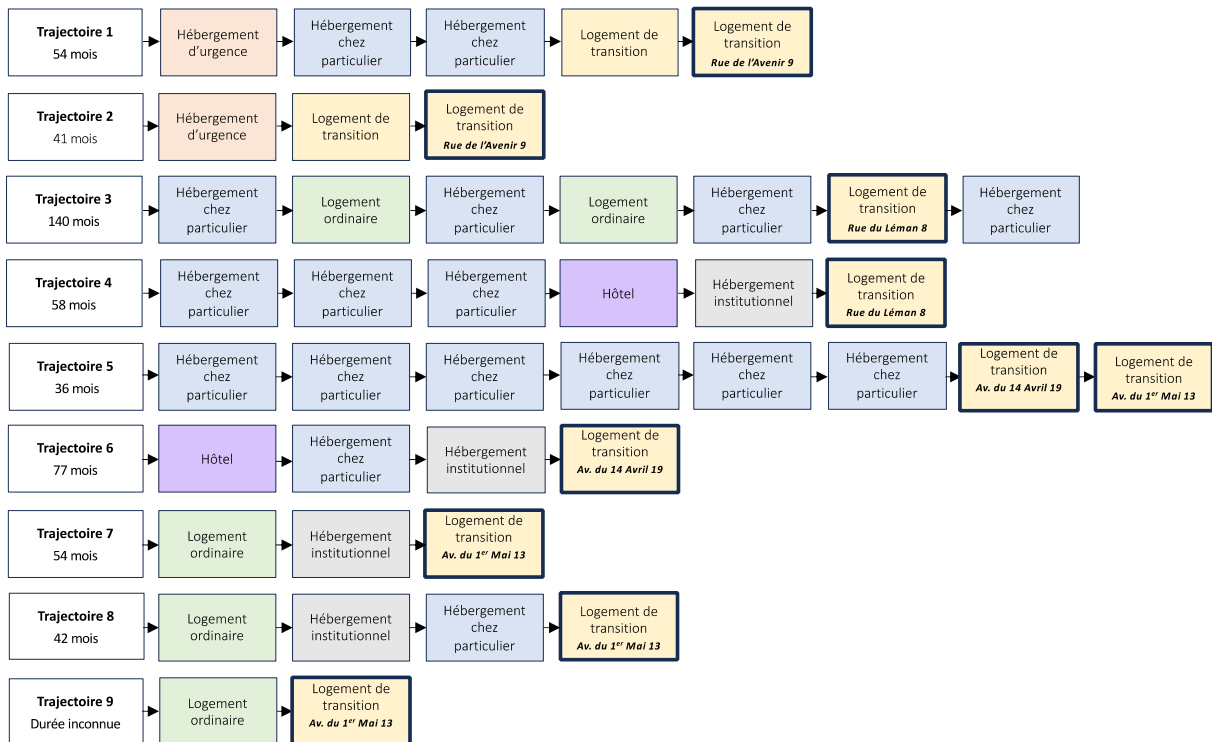 Trajectoire 1
54 mois
Hébergement
d’urgence
Hébergement
chez
particulier
Hébergement
chez
particulier
Logement de
transition
Logement de
transition
Rue de l’Avenir 9
Trajectoire 2
41 mois
Hébergement
d’urgence
Logement de
transition
Logement de
transition
Rue de l’Avenir 9
Trajectoire 3
140 mois
Hébergement
chez
particulier
Logement
ordinaire
Hébergement
chez
particulier
Logement
ordinaire
Hébergement
chez
particulier
Logement de
transition
Rue du Léman 8
Hébergement
chez
particulier
Trajectoire 4
58 mois
Hébergement
chez
particulier
Hébergement
chez
particulier
Hébergement
chez
particulier
Hôtel
Hébergement
institutionnel
Logement de
transition
Rue du Léman 8
Trajectoire 5
36 mois
Hébergement
chez
particulier
Hébergement
chez
particulier
Hébergement
chez
particulier
Hébergement
chez
particulier
Hébergement
chez
particulier
Hébergement
chez
particulier
Logement de
transition
Av. du 14 Avril 19
Logement de
transition
Av. du 1er Mai 13
Trajectoire 6
77 mois
Hôtel
Hébergement
chez
particulier
Hébergement
institutionnel
Logement de
transition
Av. du 14 Avril 19
Trajectoire 7
54 mois
Logement
ordinaire
Hébergement
institutionnel
Logement de
transition
Av. du 1er Mai 13
Trajectoire 8
42 mois
Logement
ordinaire
Hébergement
institutionnel
Hébergement
chez
particulier
Logement de
transition
Av. du 1er Mai 13
Trajectoire 9
Durée inconnue
Logement
ordinaire
Logement de
transition
Av. du 1er Mai 13